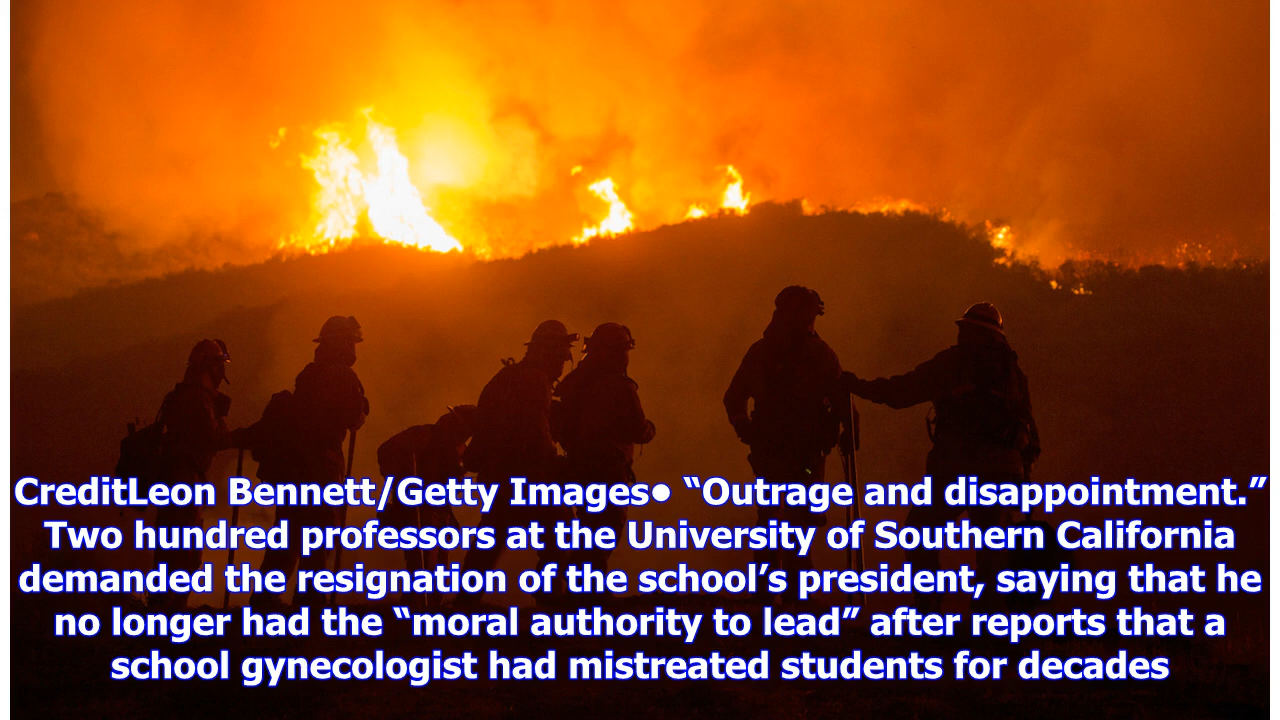 CreditLeon Bennett/Getty Images• “Outrage and disappointment.”
Two hundred professors at the University of Southern California
demanded the resignation of the school’s president, saying that he
no longer had the “moral authority to lead” after reports that a
school gynecologist had mistreated students for decades